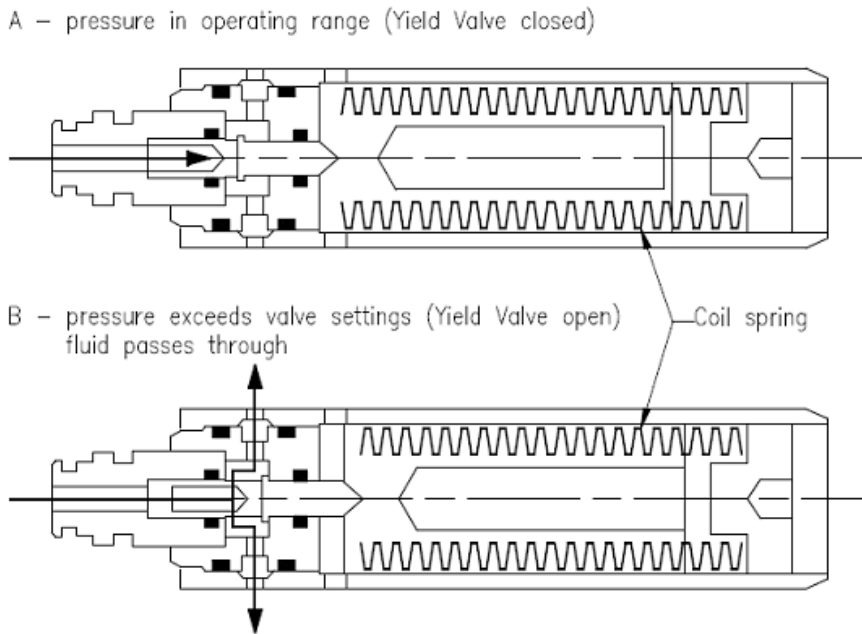 A – pressure in operating range (Yield Valve closed)
B – pressure exceeds valve settings (Yield Valve open)
fluid passes through
Coil spring